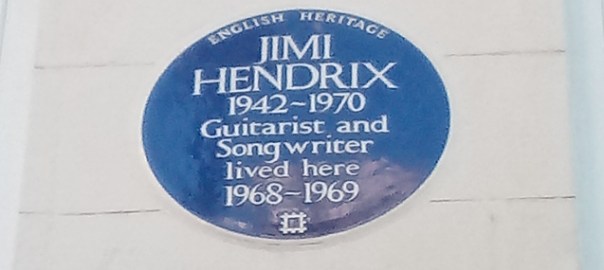 ENGLISH HERITAGE
JIMI
HENDRIX
1942~1970
Guitarist and
Songwriter
lived here
1968~1969